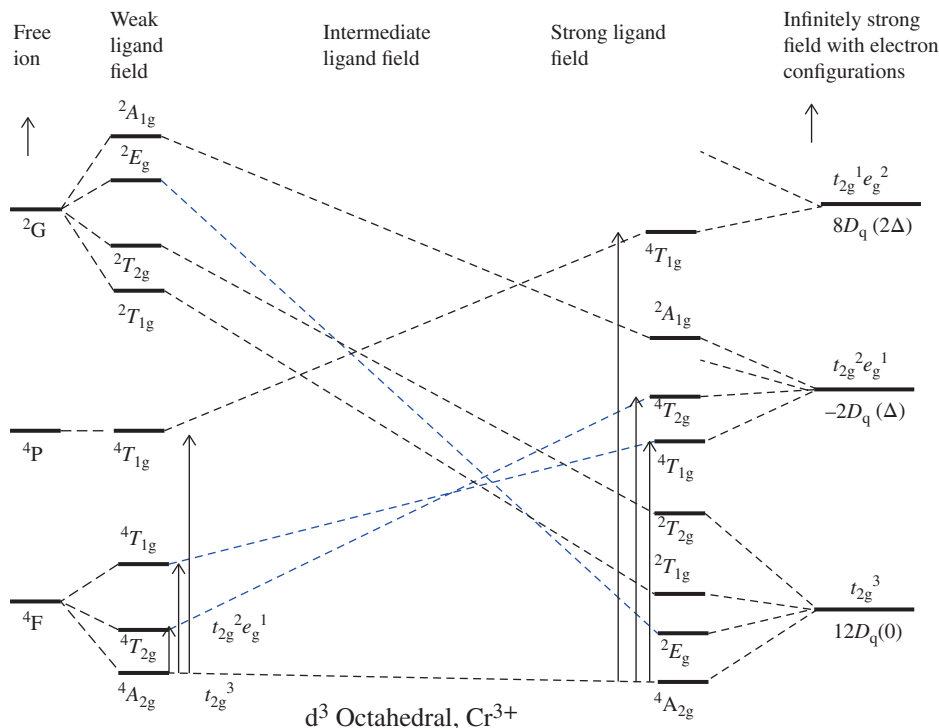 Free
ion
Weak
ligand
field
Intermediate
ligand field
Strong ligand
field
Infinitely strong
field with electron
configurations
²A₁g
²Eg
²G
²T₂g
²T₁g
⁴P
⁴T₁g
⁴T₁g
⁴F
⁴T₂g
⁴A₂g
t₂g²eg¹
t₂g³
⁴T₁g
²A₁g
⁴T₂g
⁴T₁g
²T₂g
²T₁g
²Eg
⁴A₂g
t₂g¹eg²
8Dq (2Δ)
t₂g²eg¹
–2Dq (Δ)
t₂g³
12Dq(0)
d³ Octahedral, Cr³⁺